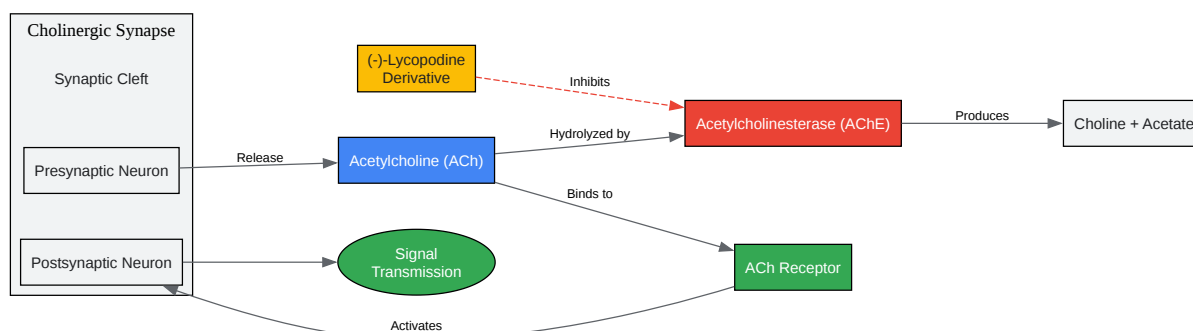 Cholinergic Synapse
Synaptic Cleft
(-)-Lycopodine
Derivative
Inhibits
Acetylcholinesterase (AChE)
Produces
Choline + Acetate
Hydrolyzed by
Presynaptic Neuron
Release
Acetylcholine (ACh)
Binds to
Postsynaptic Neuron
Signal
Transmission
ACh Receptor
Activates